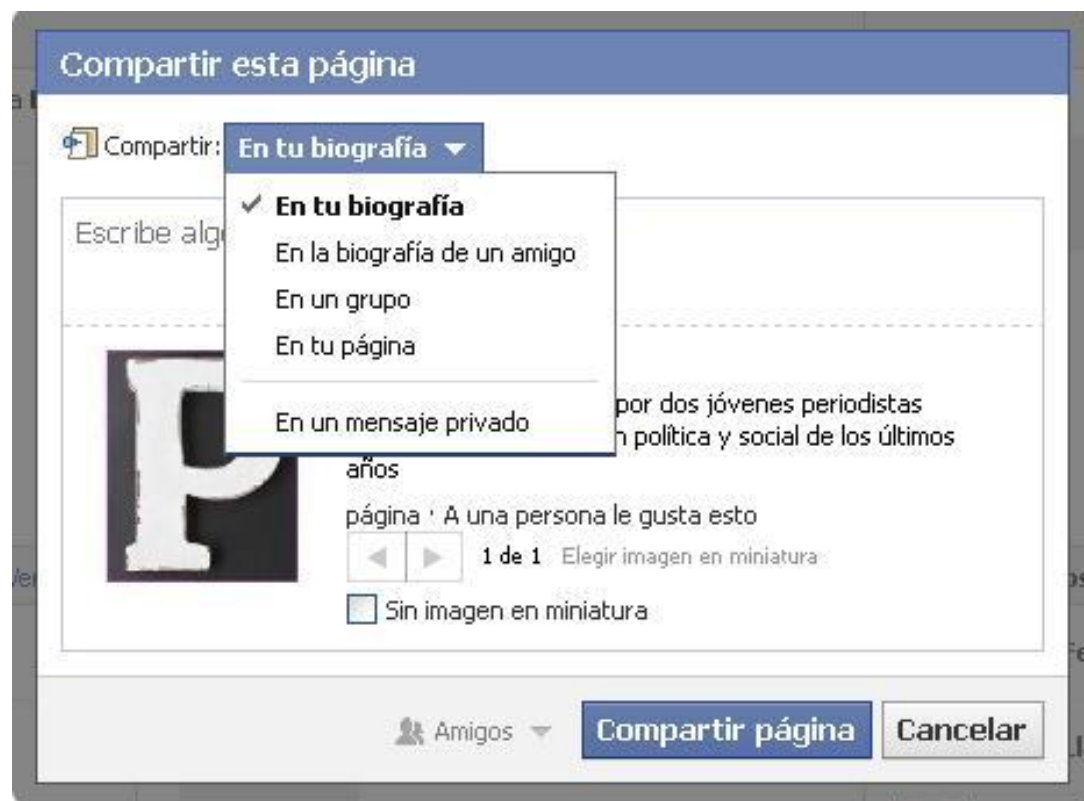 Compartir esta página
Compartir: En tu biografía
✓ En tu biografía
En la biografía de un amigo
En un grupo
En tu página
En un mensaje privado
Escribe
P
por dos jóvenes periodistas
política y social de los últimos
años
página · A una persona le gusta esto
1 de 1 Elegir imagen en miniatura
Sin imagen en miniatura
Amigos
Compartir página
Cancelar